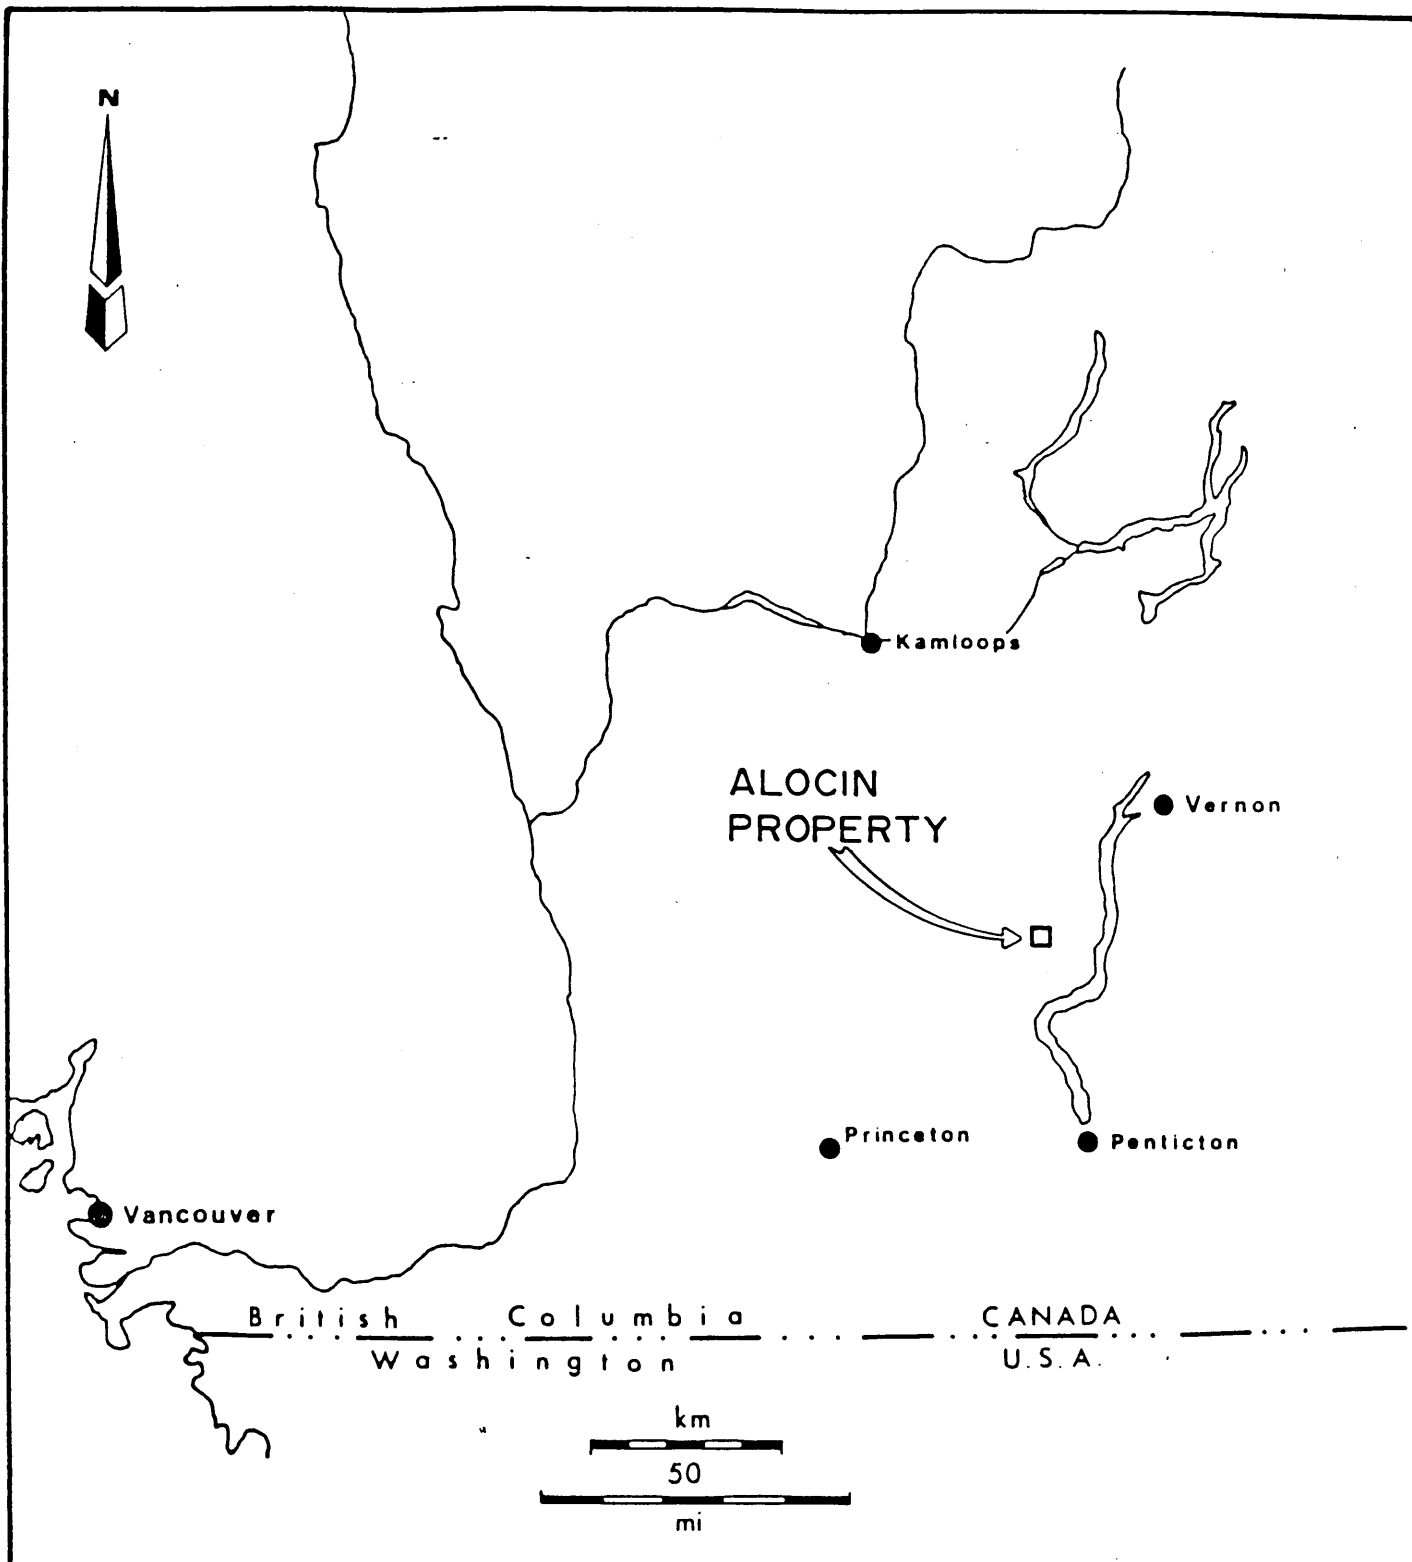 N
Kamloops
ALOCIN
PROPERTY
Vernon
Princeton
Penticton
Vancouver
British Columbia
CANADA
Washington
U.S.A.
km
50
mi